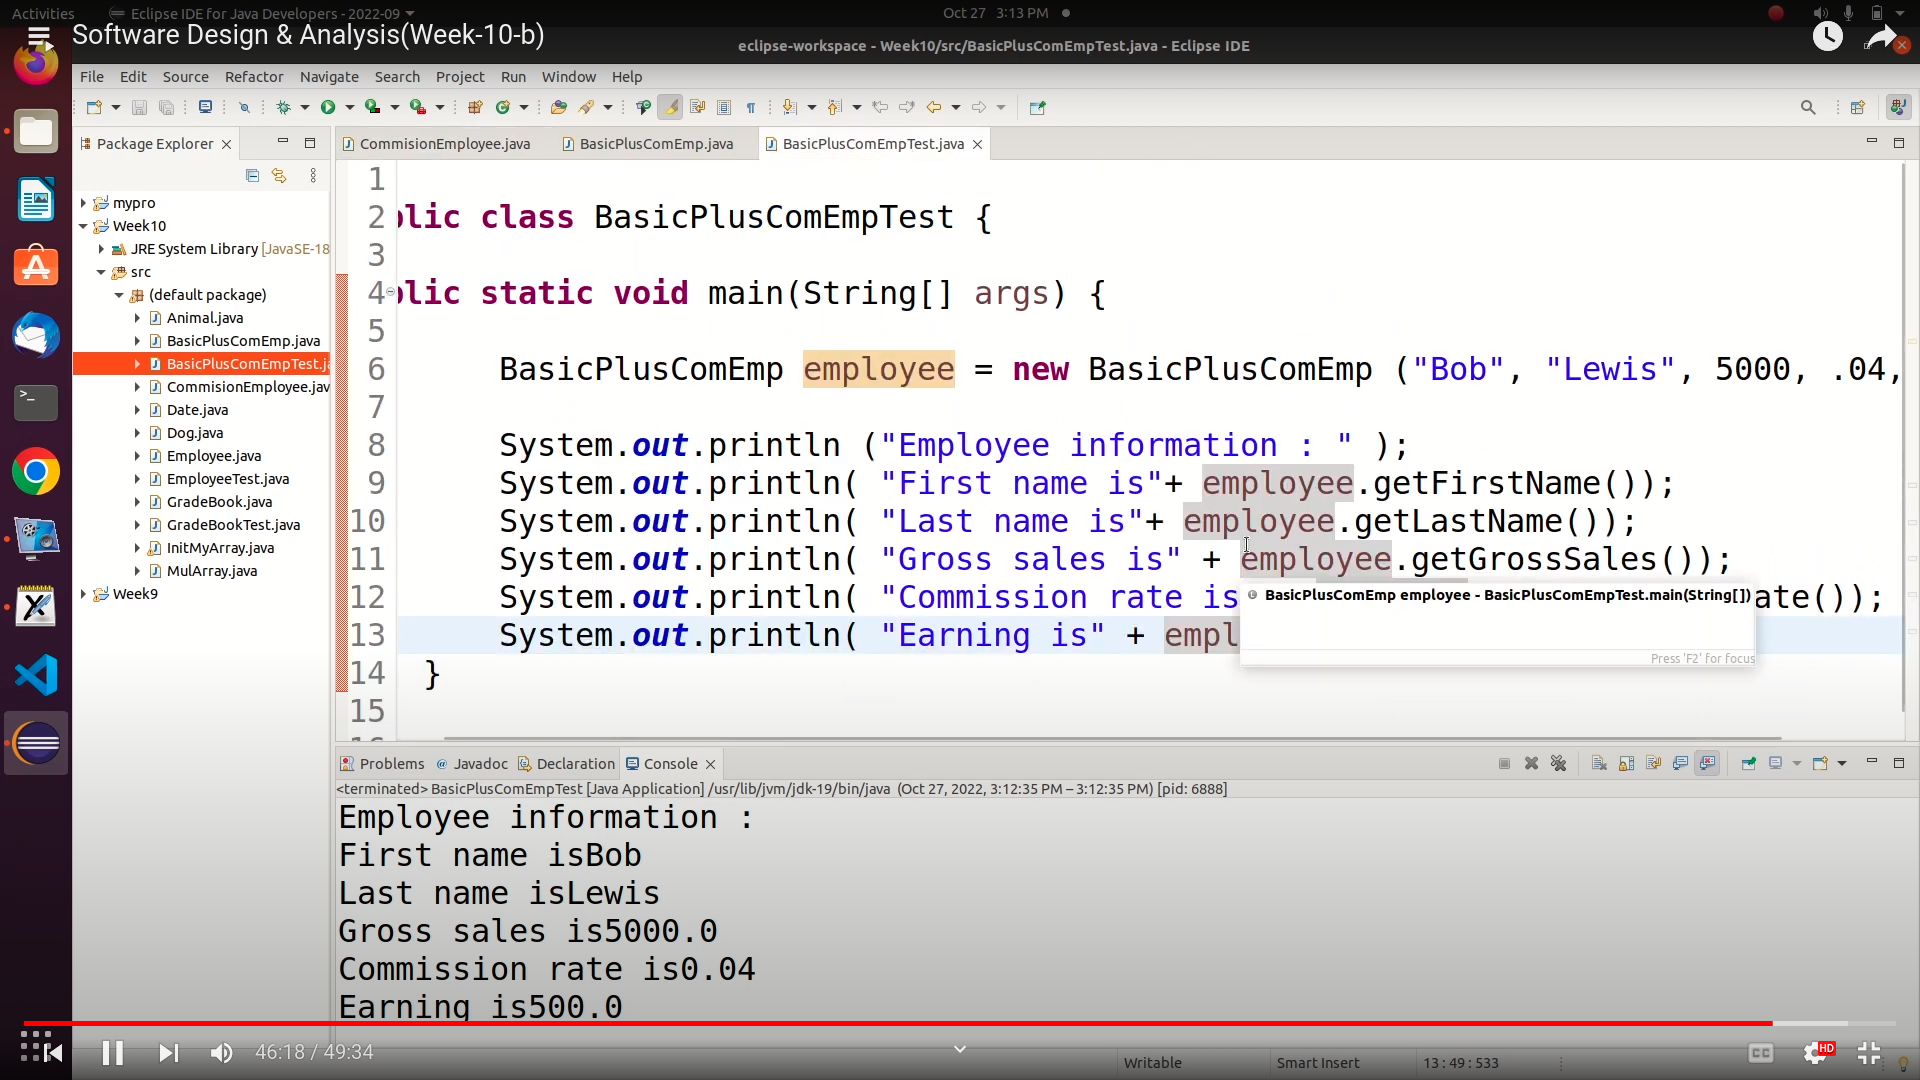 Activities
Eclipse IDE for Java Developers - 2022-09
Oct 27 3:13 PM
Software Design & Analysis(Week-10-b)
eclipse-workspace - Week10/src/BasicPlusComEmpTest.java - Eclipse IDE
File Edit Source Refactor Navigate Search Project Run Window Help
Package Explorer
CommisionEmployee.java
BasicPlusComEmp.java
BasicPlusComEmpTest.java
mypro
Week10
JRE System Library [JavaSE-18
src
(default package)
Animal.java
BasicPlusComEmp.java
BasicPlusComEmpTest.ja
CommisionEmployee.jav
Date.java
Dog.java
Employee.java
EmployeeTest.java
GradeBook.java
GradeBookTest.java
InitMyArray.java
MulArray.java
Week9
1
2 blic class BasicPlusComEmpTest {
3
4 blic static void main(String[] args) {
5
6 BasicPlusComEmp employee = new BasicPlusComEmp ("Bob", "Lewis", 5000, .04,
7
8 System.out.println ("Employee information : " );
9 System.out.println( "First name is"+ employee.getFirstName());
10 System.out.println( "Last name is"+ employee.getLastName());
11 System.out.println( "Gross sales is" + employee.getGrossSales());
12 System.out.println( "Commission rate is ate());
13 System.out.println( "Earning is" + empl
14 }
15
BasicPlusComEmp employee - BasicPlusComEmpTest.main(String[])
Press 'F2' for focus
Problems @ Javadoc Declaration Console
<terminated> BasicPlusComEmpTest [Java Application] /usr/lib/jvm/jdk-19/bin/java (Oct 27, 2022, 3:12:35 PM – 3:12:35 PM) [pid: 6888]
Employee information :
First name isBob
Last name isLewis
Gross sales is5000.0
Commission rate is0.04
Earning is500.0
46:18 / 49:34
Writable
Smart Insert
13 : 49 : 533
CC
HD